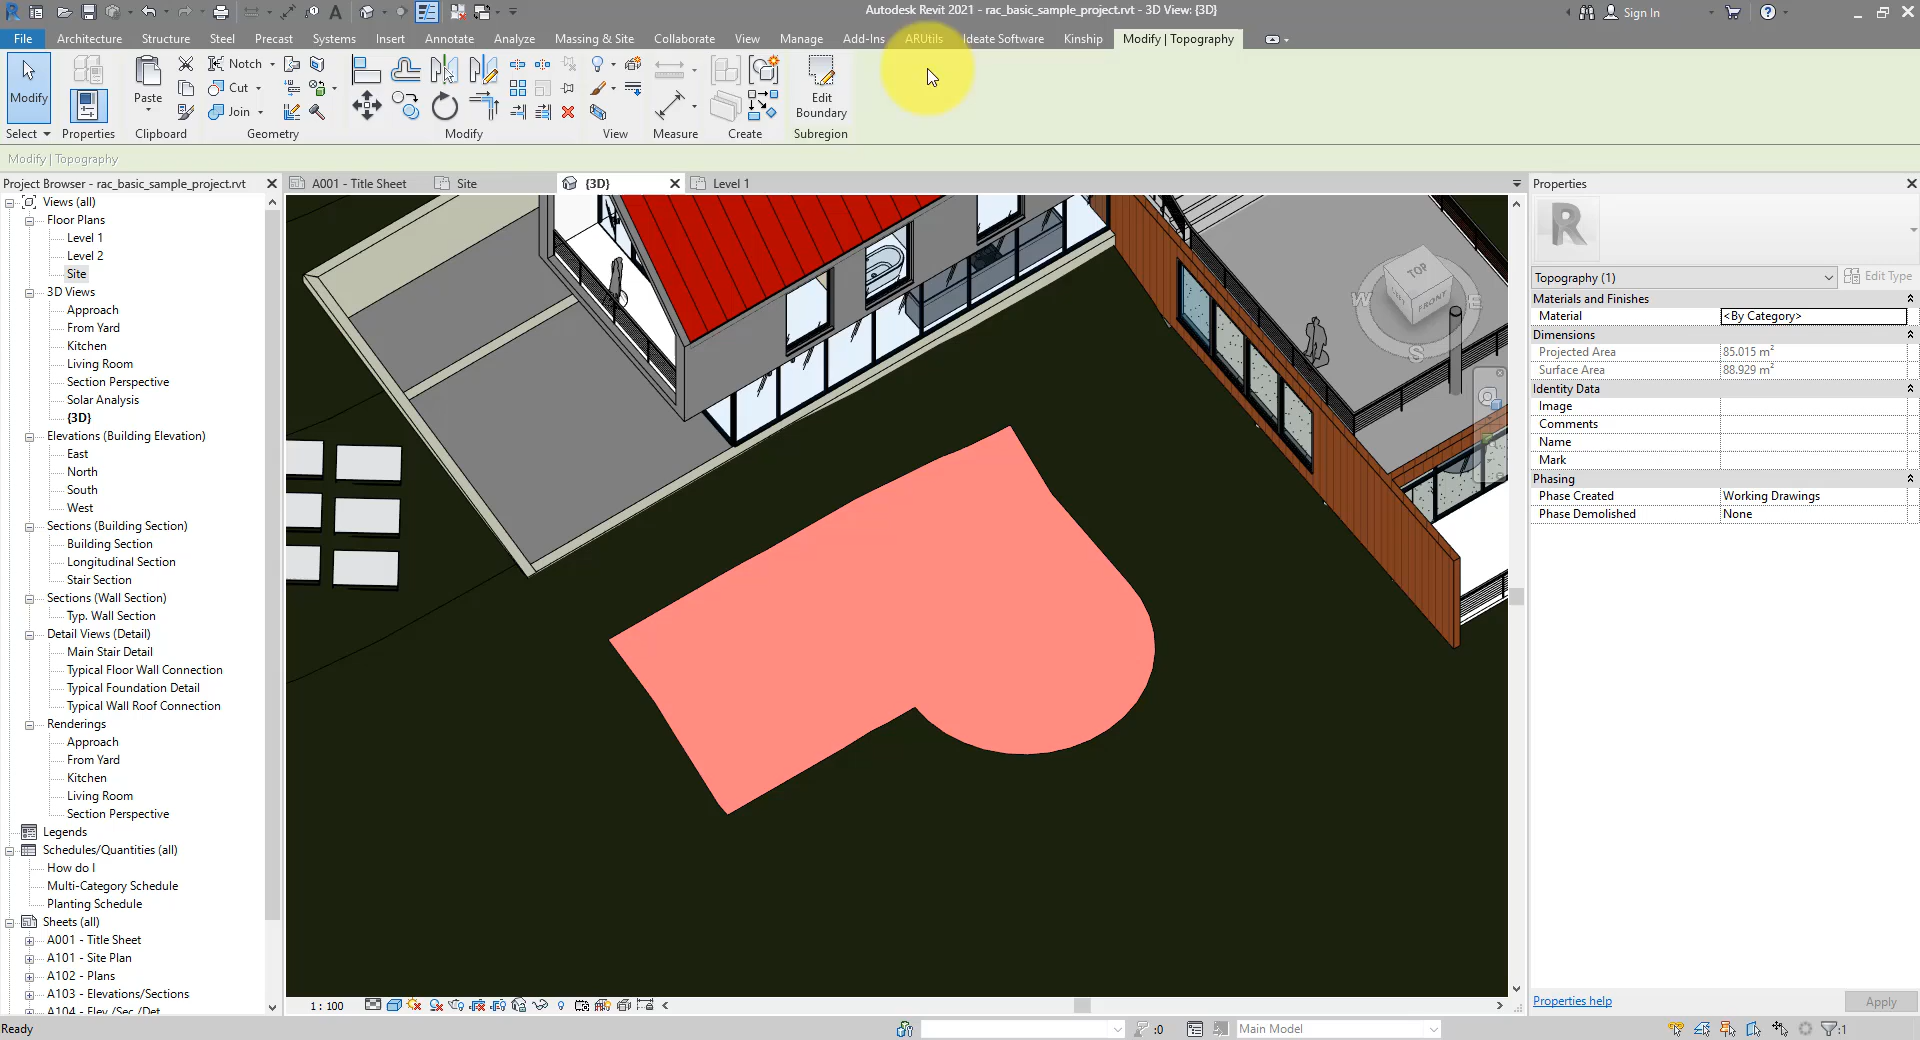 Autodesk Revit 2021 - rac_basic_sample_project.rvt - 3D View: {3D}
Sign In
File
Architecture
Structure
Steel
Precast
Systems
Insert
Annotate
Analyze
Massing & Site
Collaborate
View
Manage
Add-Ins
ARUtils
Ideate Software
Kinship
Modify | Topography
Modify
Paste
Notch
Cut
Join
Edit
Boundary
Select
Properties
Clipboard
Geometry
Modify
View
Measure
Create
Subregion
Modify | Topography
Project Browser - rac_basic_sample_project.rvt
A001 - Title Sheet
Site
{3D}
Level 1
Views (all)
Floor Plans
Level 1
Level 2
Site
3D Views
Approach
From Yard
Kitchen
Living Room
Section Perspective
Solar Analysis
{3D}
Elevations (Building Elevation)
East
North
South
West
Sections (Building Section)
Building Section
Longitudinal Section
Stair Section
Sections (Wall Section)
Typ. Wall Section
Detail Views (Detail)
Main Stair Detail
Typical Floor Wall Connection
Typical Foundation Detail
Typical Wall Roof Connection
Renderings
Approach
From Yard
Kitchen
Living Room
Section Perspective
Legends
Schedules/Quantities (all)
How do I
Multi-Category Schedule
Planting Schedule
Sheets (all)
A001 - Title Sheet
A101 - Site Plan
A102 - Plans
A103 - Elevations/Sections
A104 - Elev./Sec./Det.
TOP
LEFT
FRONT
W
E
S
Properties
Topography (1)
Edit Type
Materials and Finishes
Material
<By Category>
Dimensions
Projected Area
85.015 m²
Surface Area
88.929 m²
Identity Data
Image
Comments
Name
Mark
Phasing
Phase Created
Working Drawings
Phase Demolished
None
Properties help
Apply
1 : 100
Ready
:0
Main Model
:1